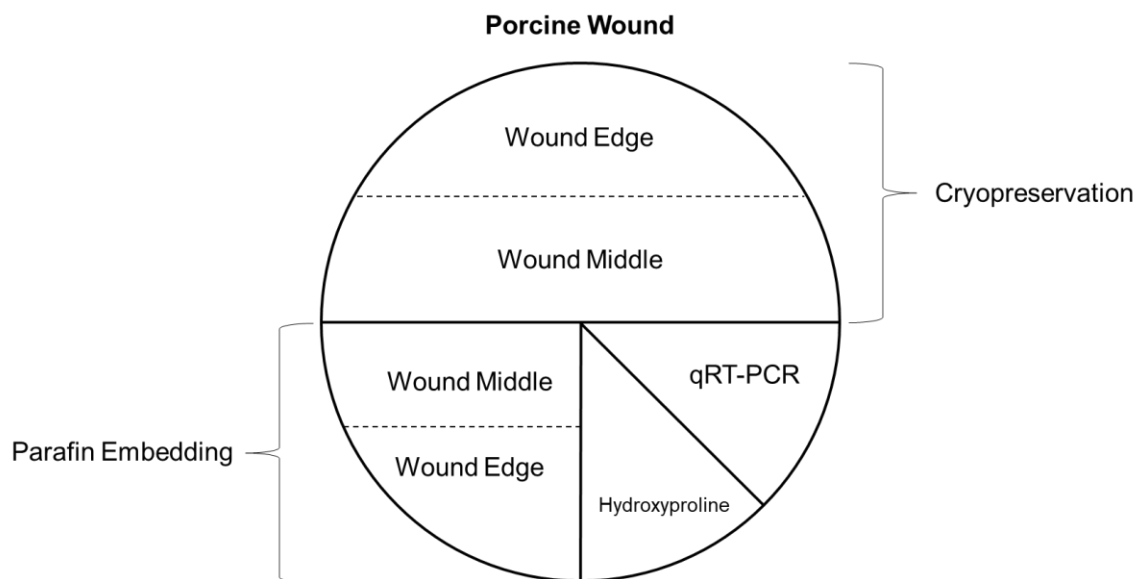 Porcine Wound
Wound Edge
Cryopreservation
Wound Middle
Wound Middle
qRT-PCR
Parafin Embedding
Wound Edge
Hydroxyproline